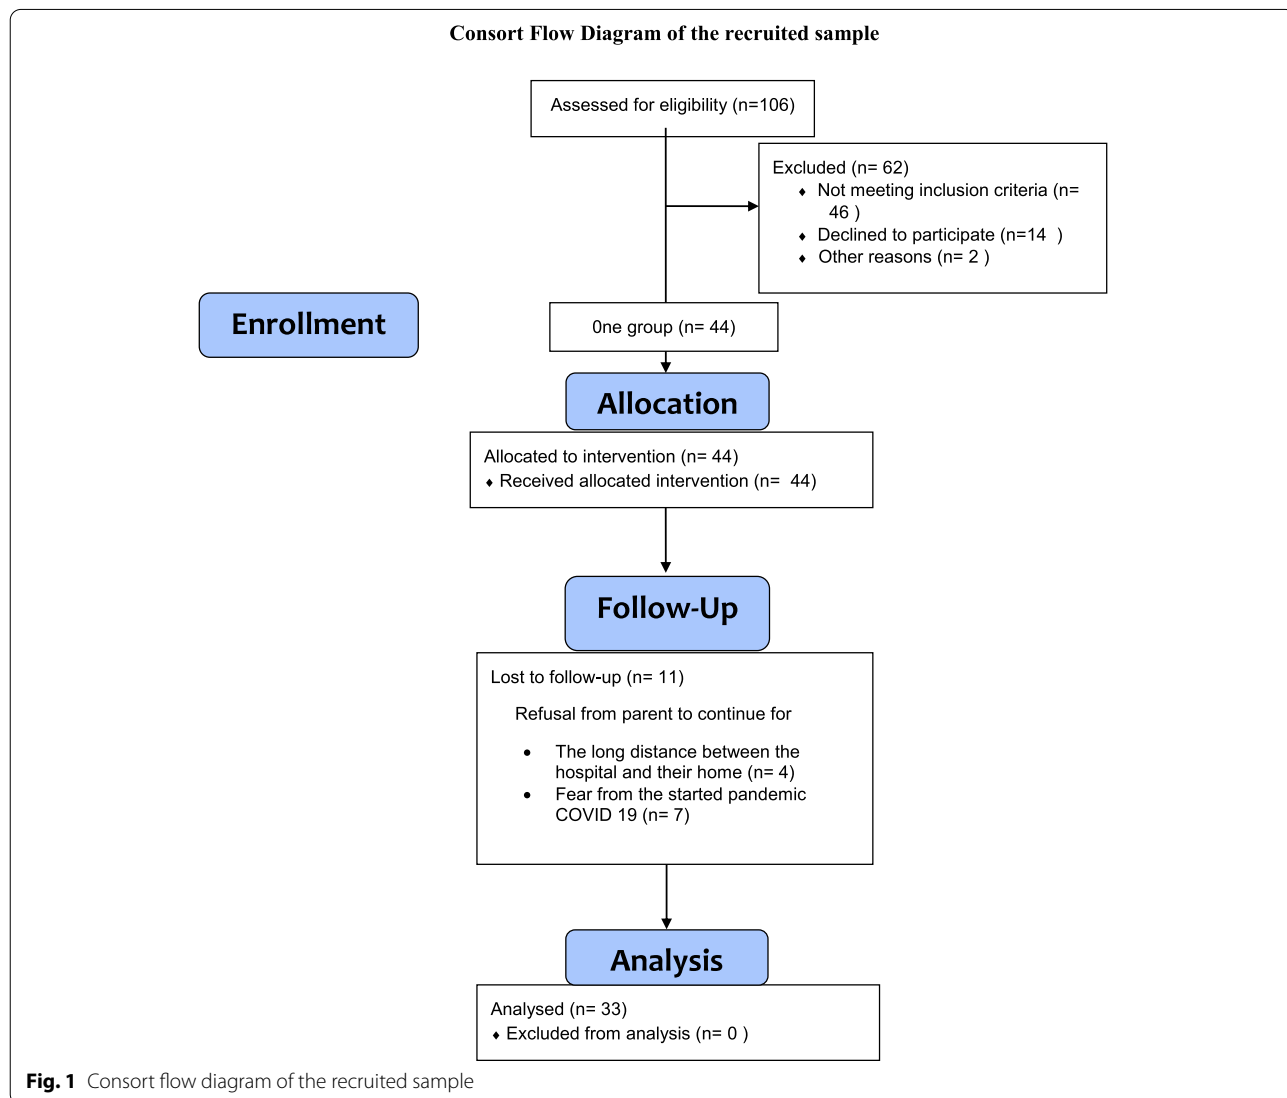 Consort Flow Diagram of the recruited sample
Assessed for eligibility (n=106)
Excluded (n= 62)
♦ Not meeting inclusion criteria (n=
46 )
♦ Declined to participate (n=14 )
♦ Other reasons (n= 2 )
Enrollment
0ne group (n= 44)
Allocation
Allocated to intervention (n= 44)
♦ Received allocated intervention (n= 44)
Follow-Up
Lost to follow-up (n= 11)
Refusal from parent to continue for
• The long distance between the
hospital and their home (n= 4)
• Fear from the started pandemic
COVID 19 (n= 7)
Analysis
Analysed (n= 33)
♦ Excluded from analysis (n= 0 )
Fig. 1 Consort flow diagram of the recruited sample